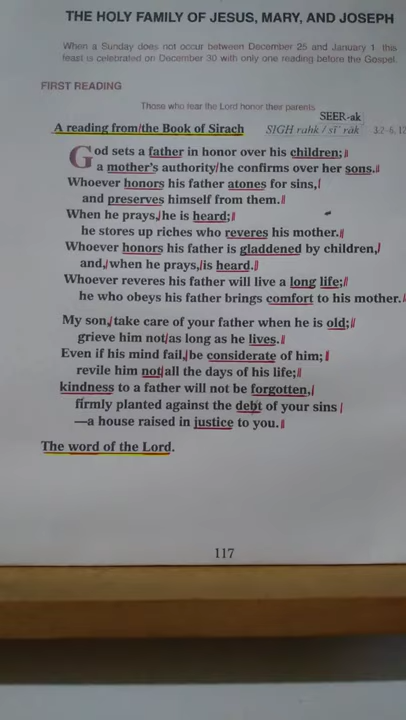 THE HOLY FAMILY OF JESUS, MARY, AND JOSEPH
When a Sunday does not occur between December 25 and January 1, this
feast is celebrated on December 30 with only one reading before the Gospel.
FIRST READING
Those who fear the Lord honor their parents
SEER-ak
A reading from/the Book of Sirach SIGH rahk / sī´ räk 3:2-6, 12
God sets a father in honor over his children;//
a mother's authority/he confirms over her sons.//
Whoever honors his father atones for sins,/
and preserves himself from them.//
When he prays,/he is heard;//
he stores up riches who reveres his mother.//
Whoever honors his father is gladdened by children,/
and,/when he prays,/is heard.//
Whoever reveres his father will live a long life;//
he who obeys his father brings comfort to his mother.//
My son,/take care of your father when he is old;//
grieve him not/as long as he lives.//
Even if his mind fail,/be considerate of him;/
revile him not/all the days of his life;//
kindness to a father will not be forgotten,/
firmly planted against the debt of your sins/
—a house raised in justice to you.//
The word of the Lord.
117